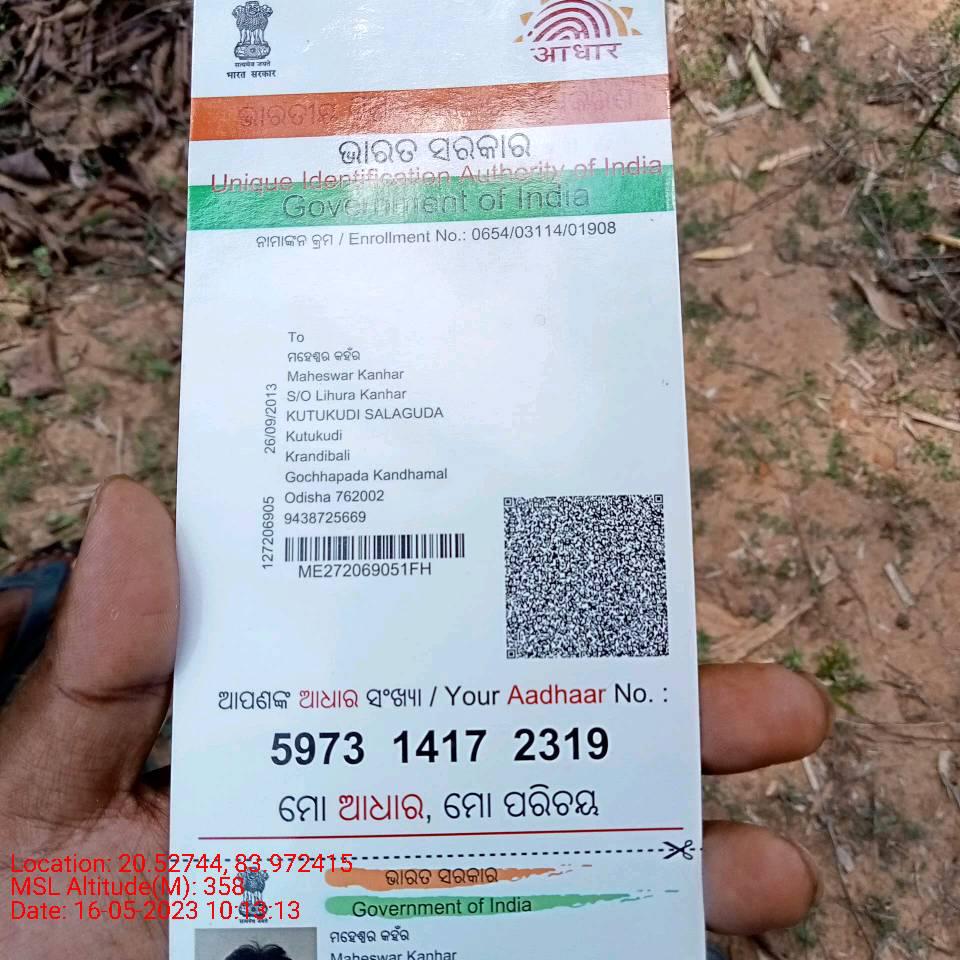 सत्यमेव जयते
भारत सरकार
आधार
ଭାରତୀୟ
ଭାରତ ସରକାର
Unique Identification Authority of India
Government of India
ନାମାଙ୍କନ କ୍ରମ / Enrollment No.: 0654/03114/01908
To
ମହେଶ୍ୱର କହଁର
Maheswar Kanhar
S/O Lihura Kanhar
KUTUKUDI SALAGUDA
Kutukudi
Krandibali
Gochhapada Kandhamal
Odisha 762002
9438725669
26/09/2013
127206905
ME272069051FH
ଆପଣଙ୍କ ଆଧାର ସଂଖ୍ୟା / Your Aadhaar No. :
5973 1417 2319
ମୋ ଆଧାର, ମୋ ପରିଚୟ
ଭାରତ ସରକାର
Government of India
ମହେଶ୍ୱର କହଁର
Maheswar Kanhar
Location: 20.52744, 83.972415
MSL Altitude(M): 358
Date: 16-05-2023 10:13:13